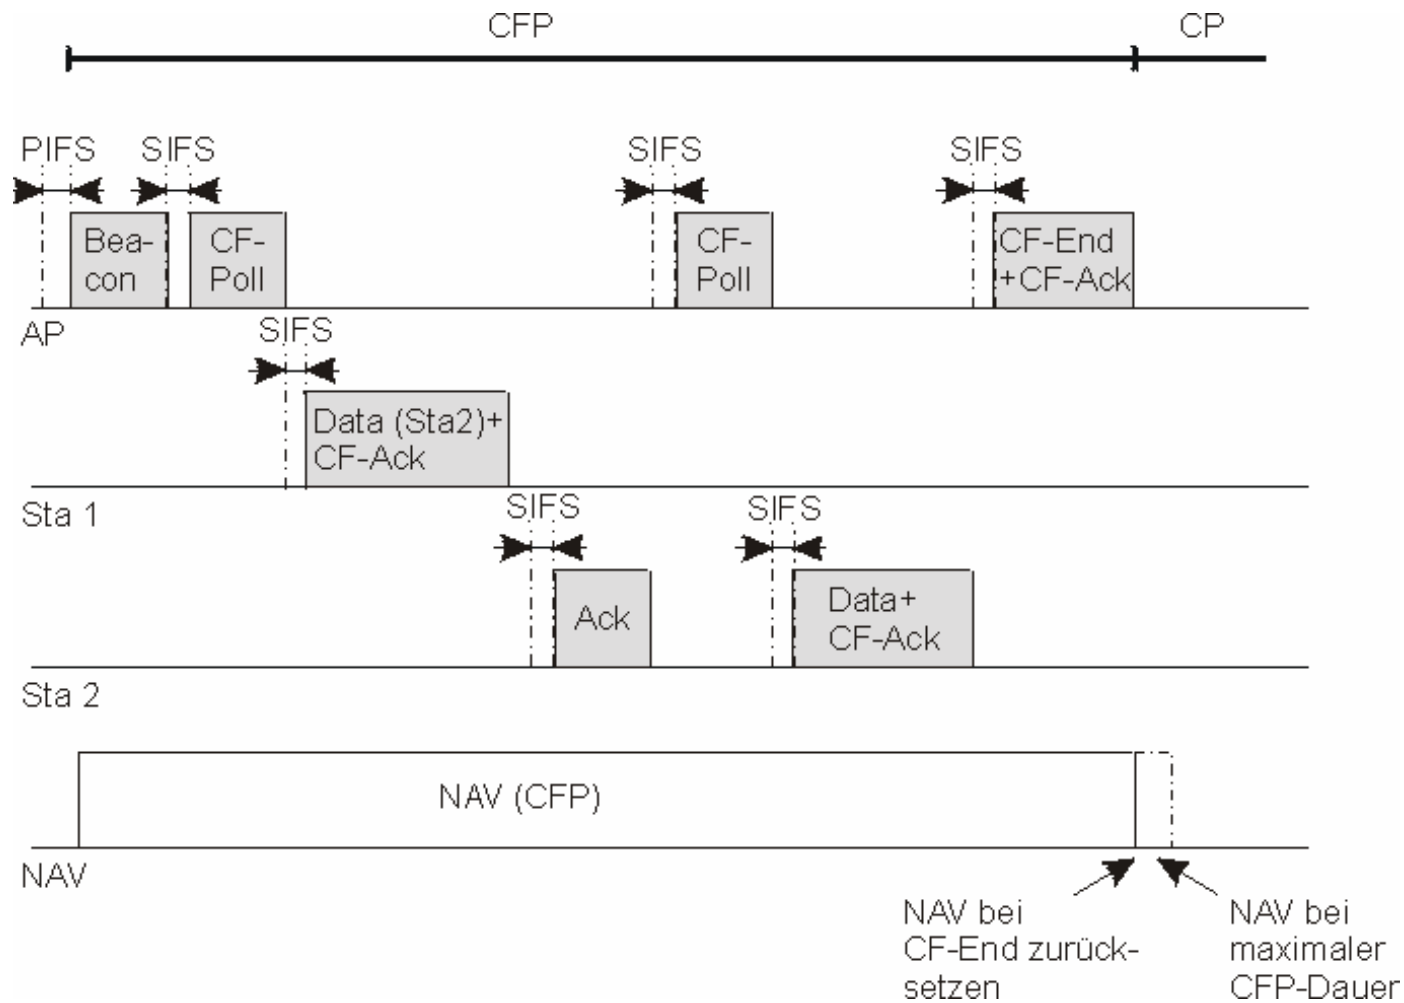 CFP
CP
PIFS
SIFS
SIFS
SIFS
Bea-
con
CF-
Poll
CF-
Poll
CF-End
+CF-Ack
AP
SIFS
Data (Sta2)+
CF-Ack
Sta 1
SIFS
SIFS
Ack
Data+
CF-Ack
Sta 2
NAV (CFP)
NAV
NAV bei
CF-End zurück-
setzen
NAV bei
maximaler
CFP-Dauer